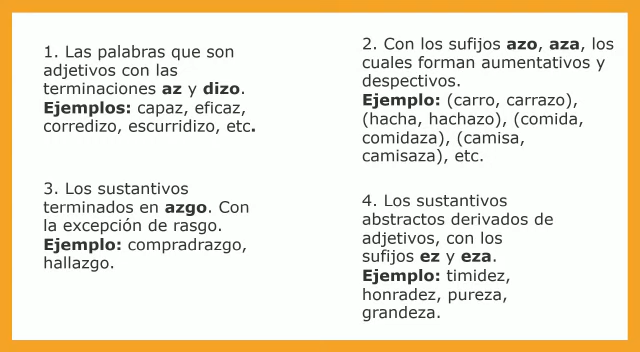 1. Las palabras que son
adjetivos con las
terminaciones az y dizo.
Ejemplos: capaz, eficaz,
corredizo, escurridizo, etc.
2. Con los sufijos azo, aza, los
cuales forman aumentativos y
despectivos.
Ejemplo: (carro, carrazo),
(hacha, hachazo), (comida,
comidaza), (camisa,
camisaza), etc.
3. Los sustantivos
terminados en azgo. Con
la excepción de rasgo.
Ejemplo: compradrazgo,
hallazgo.
4. Los sustantivos
abstractos derivados de
adjetivos, con los
sufijos ez y eza.
Ejemplo: timidez,
honradez, pureza,
grandeza.